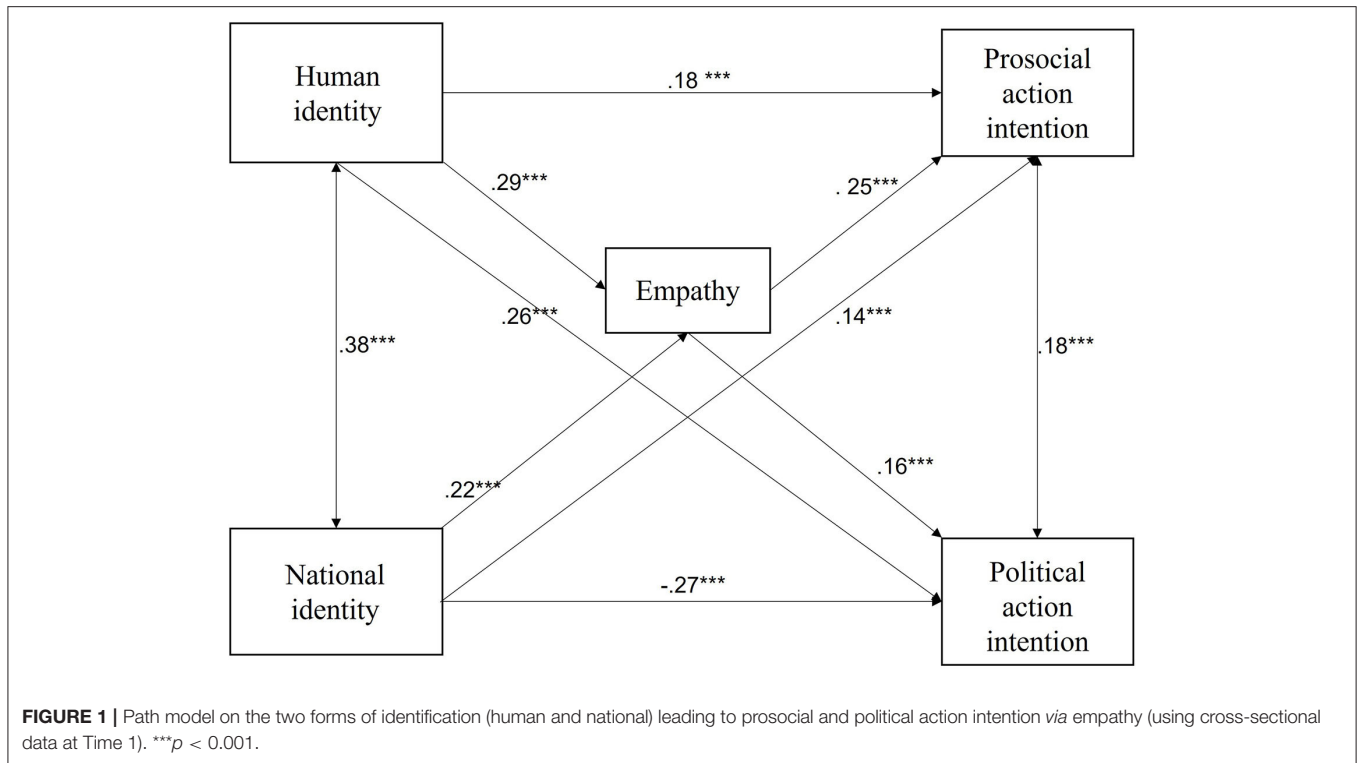 Human
identity
.18 ***
Prosocial
action
intention
.29***
. 25***
Empathy
.38***
.26***
.14***
.18***
.22***
.16***
National
identity
-.27***
Political
action
intention
FIGURE 1 | Path model on the two forms of identification (human and national) leading to prosocial and political action intention via empathy (using cross-sectional
data at Time 1). ***p < 0.001.